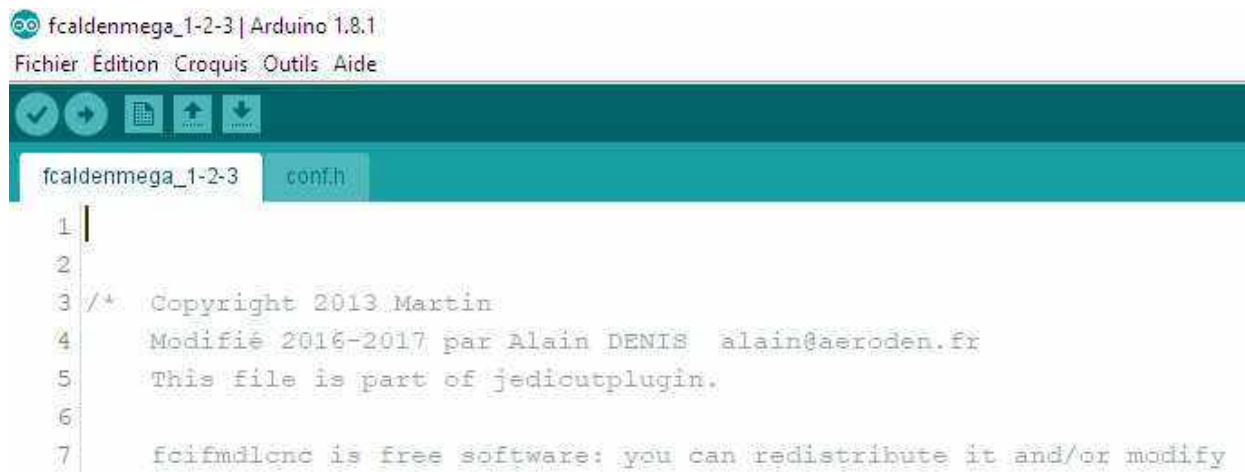 fcaldenmega_1-2-3 | Arduino 1.8.1
Fichier Édition Croquis Outils Aide
fcaldenmega_1-2-3 conf.h
1
2
3 /* Copyright 2013 Martin
4 Modifié 2016-2017 par Alain DENIS alain@aeroden.fr
5 This file is part of jedicutplugin.
6
7 fcifmdlcnc is free software: you can redistribute it and/or modify